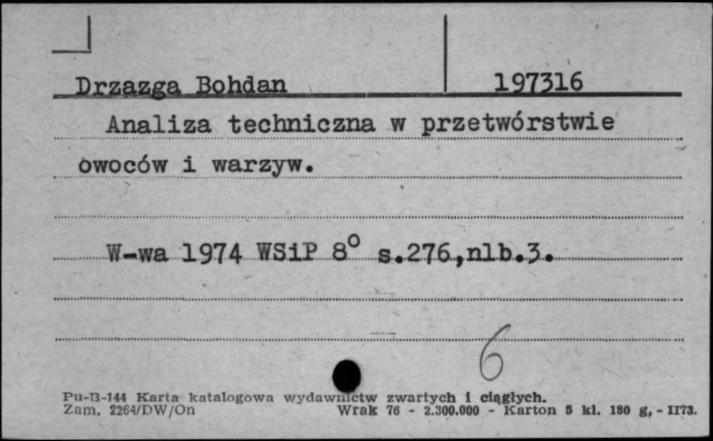 Drzazga Bohdan 197316
Analiza techniczna w przetwórstwie
owoców i warzyw.
W-wa 1974 WSiP 8° s.276,nlb.3.
6
Pu-B-144 Karta katalogowa wydawnictw zwartych i ciągłych.
Zam. 2264/DW/On Wrak 76 - 2.300.000 - Karton 5 kl. 180 g, - II73.